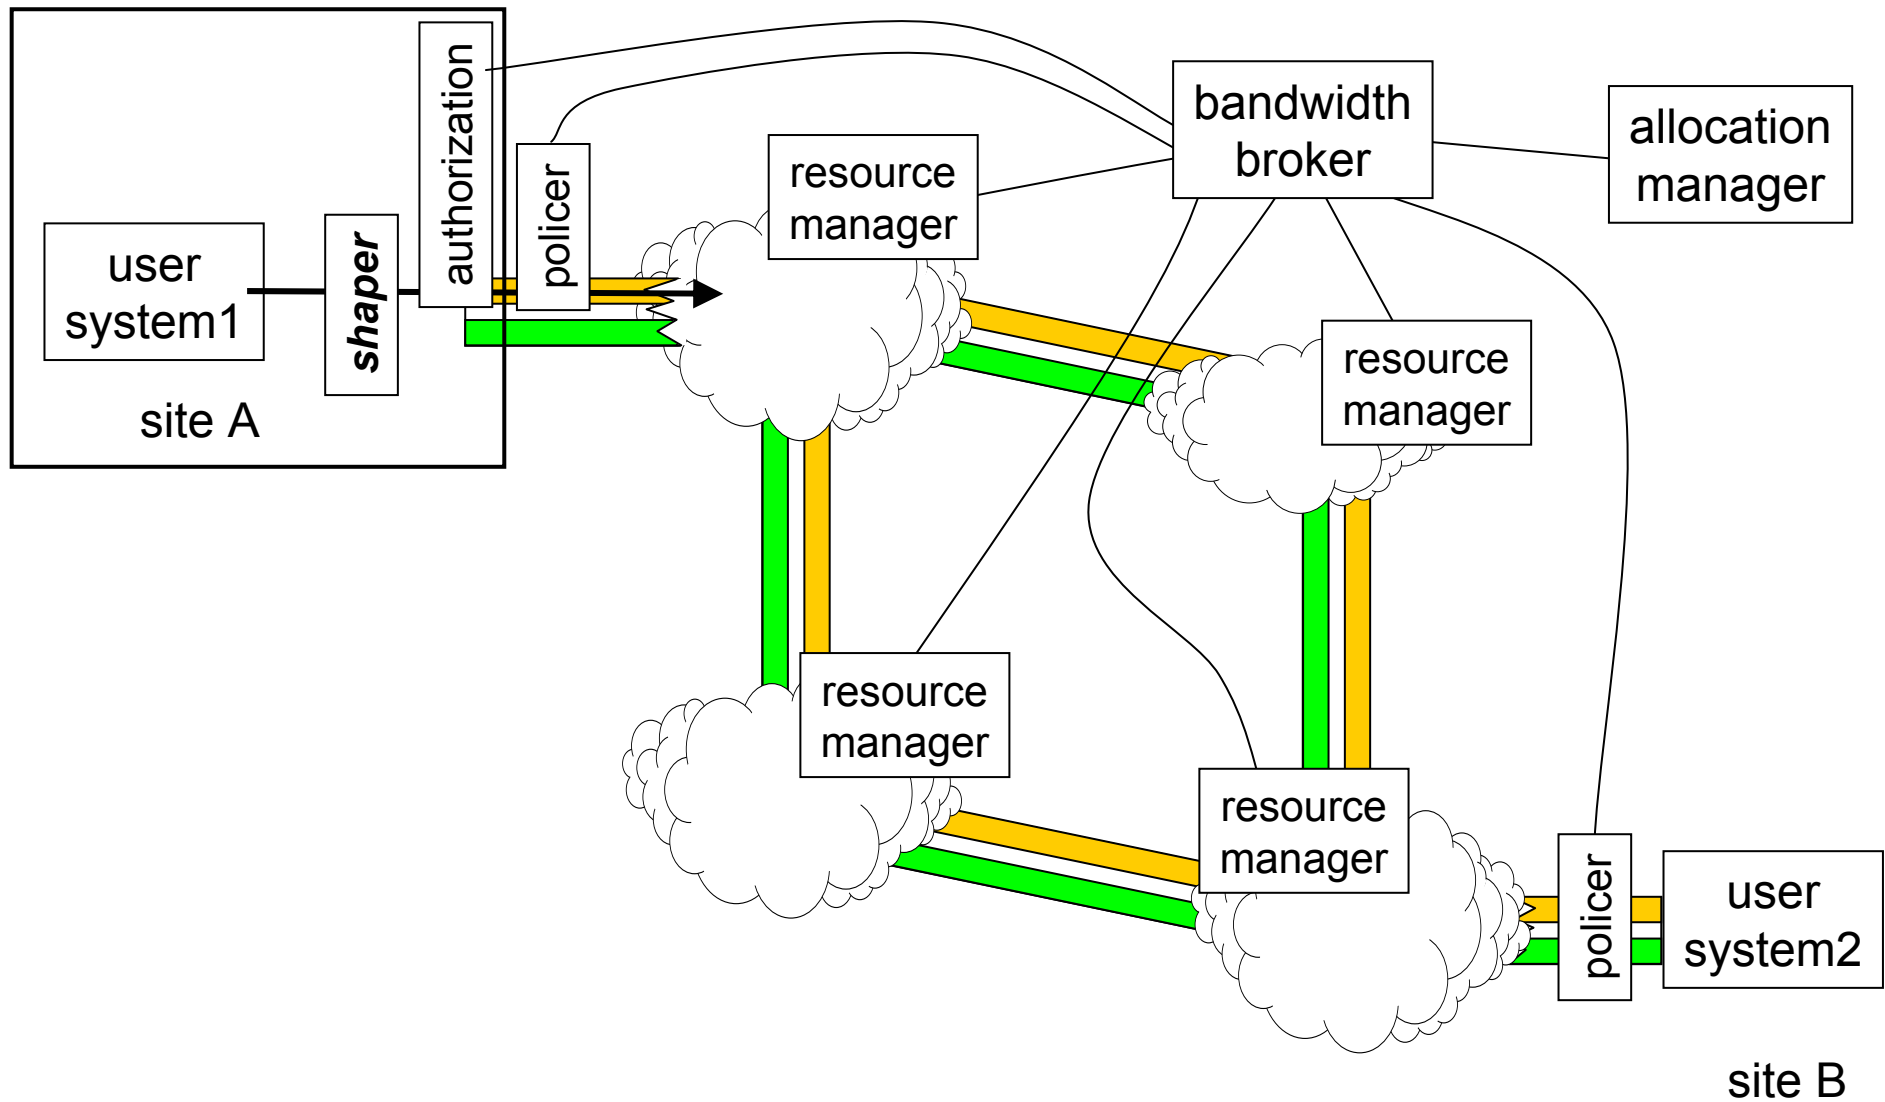 authorization
bandwidth
broker
allocation
manager
resource
manager
policer
user
system1
shaper
site A
resource
manager
resource
manager
resource
manager
policer
user
system2
site B